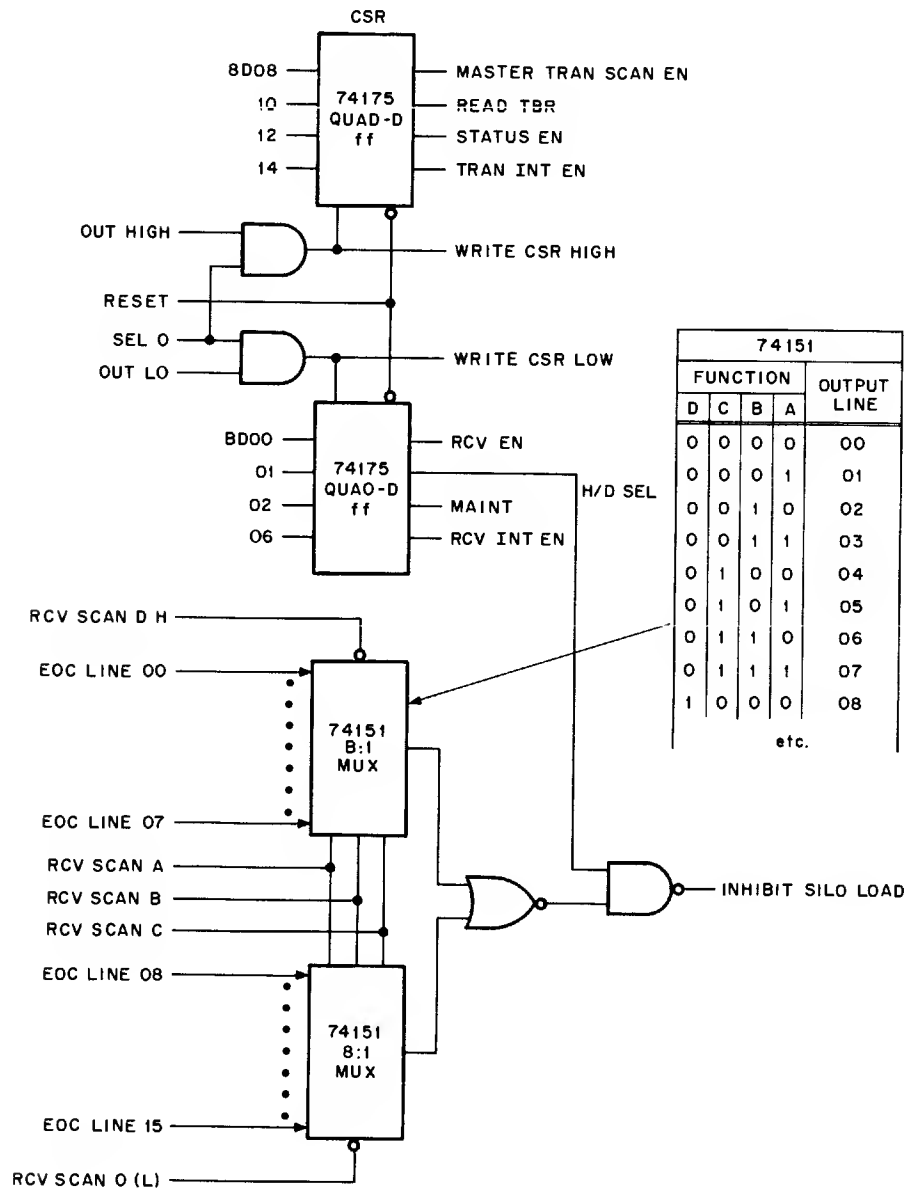 CSR
8D08
10
12
14
74175
QUAD-D
ff
MASTER TRAN SCAN EN
READ TBR
STATUS EN
TRAN INT EN
OUT HIGH
WRITE CSR HIGH
RESET
SEL 0
OUT LO
WRITE CSR LOW
BD00
01
02
06
74175
QUAO-D
ff
RCV EN
H/D SEL
MAINT
RCV INT EN
74151
FUNCTION
OUTPUT
LINE
D C B A
0 0 0 0 00
0 0 0 1 01
0 0 1 0 02
0 0 1 1 03
0 1 0 0 04
0 1 0 1 05
0 1 1 0 06
0 1 1 1 07
1 0 0 0 08
etc.
RCV SCAN D H
EOC LINE 00
74151
B:1
MUX
EOC LINE 07
RCV SCAN A
RCV SCAN B
RCV SCAN C
INHIBIT SILO LOAD
EOC LINE 08
74151
8:1
MUX
EOC LINE 15
RCV SCAN O (L)